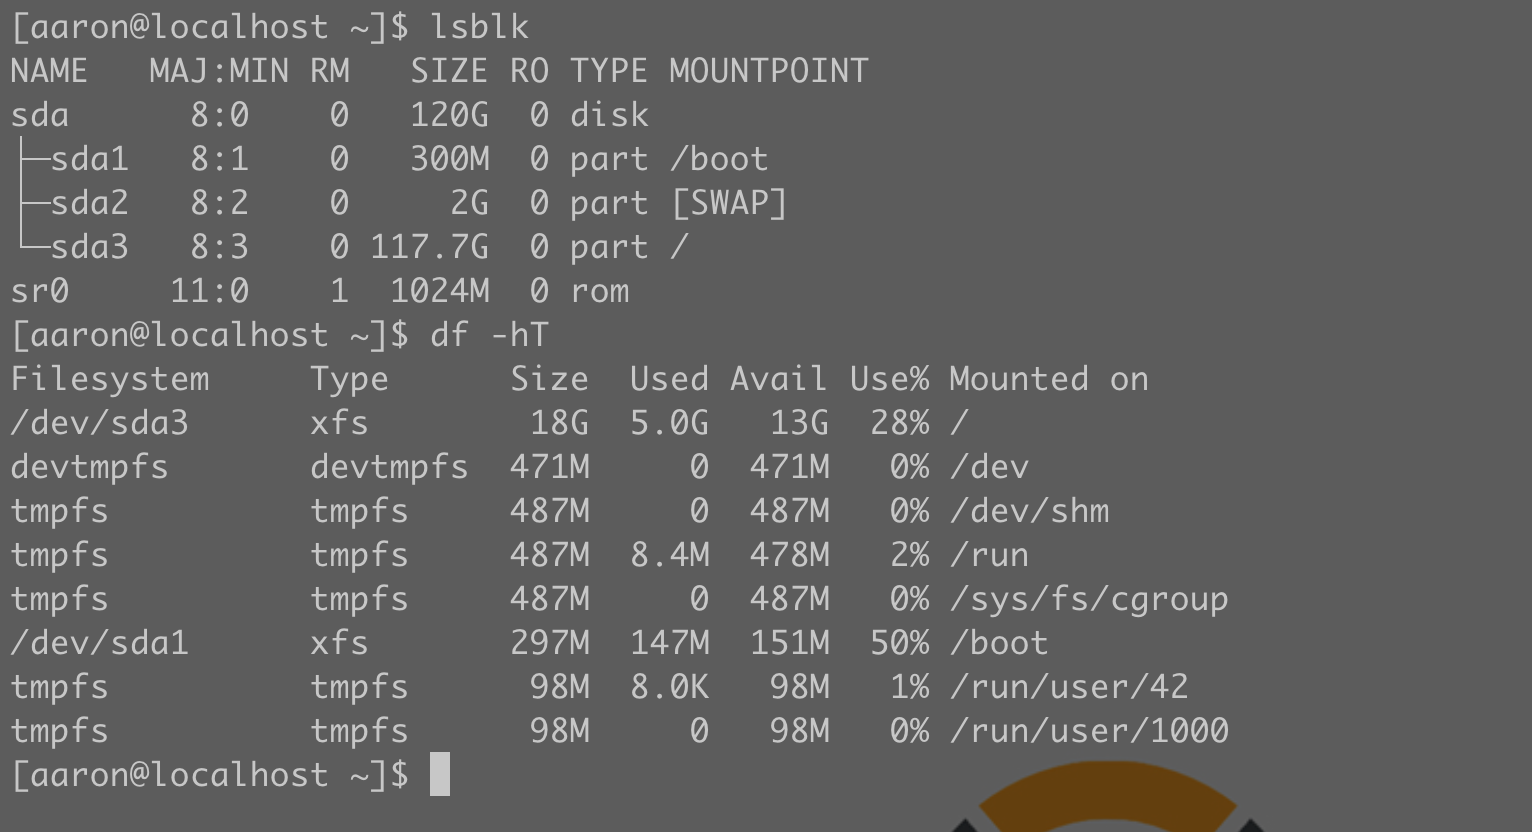 [aaron@localhost ~]$ lsblk
NAME   MAJ:MIN RM   SIZE RO TYPE MOUNTPOINT
sda      8:0    0   120G  0 disk
├─sda1   8:1    0   300M  0 part /boot
├─sda2   8:2    0     2G  0 part [SWAP]
└─sda3   8:3    0 117.7G  0 part /
sr0     11:0    1  1024M  0 rom
[aaron@localhost ~]$ df -hT
Filesystem     Type      Size  Used Avail Use% Mounted on
/dev/sda3      xfs        18G  5.0G   13G  28% /
devtmpfs       devtmpfs  471M     0  471M   0% /dev
tmpfs          tmpfs     487M     0  487M   0% /dev/shm
tmpfs          tmpfs     487M  8.4M  478M   2% /run
tmpfs          tmpfs     487M     0  487M   0% /sys/fs/cgroup
/dev/sda1      xfs       297M  147M  151M  50% /boot
tmpfs          tmpfs      98M  8.0K   98M   1% /run/user/42
tmpfs          tmpfs      98M     0   98M   0% /run/user/1000
[aaron@localhost ~]$